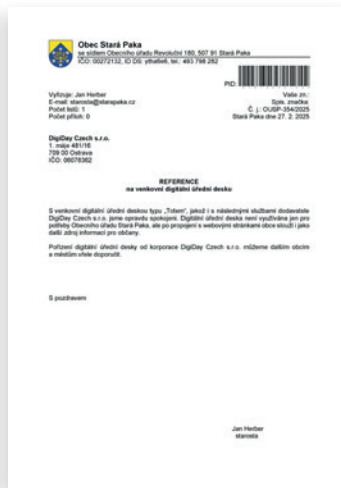 Obec Stará Paka
se sídlem Obecního úřadu Revoluční 180, 507 91 Stará Paka
IČO: 00272132, ID DS: ytha6e6, tel.: 493 798 282
PID:
Vyřizuje: Jan Herber
Vaše zn.:
E-mail: starosta@starapaka.cz
Spis. značka:
Počet listů: 1
Č. j.: OUSP-354/2025
Počet příloh: 0
Stará Paka dne 27. 2. 2025
DigiDay Czech s.r.o.
1. máje 481/16
709 00 Ostrava
IČO: 06078362
REFERENCE
na venkovní digitální úřední desku
S venkovní digitální úřední deskou typu „Totem", jakož i s následnými službami dodavatele
DigiDay Czech s.r.o. jsme opravdu spokojeni. Digitální úřední deska není využívána jen pro
potřeby Obecního úřadu Stará Paka, ale po propojení s webovými stránkami obce slouží i jako
další zdroj informací pro občany.
Pořízení digitální úřední desky od korporace DigiDay Czech s.r.o. můžeme dalším obcím
a městům vřele doporučit.
S pozdravem
Jan Herber
starosta